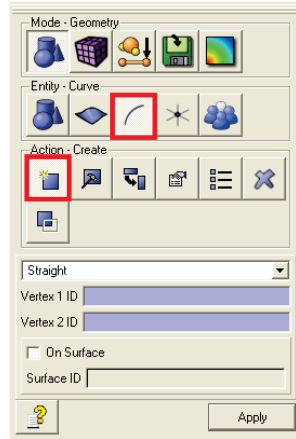 Mode - Geometry
Entity - Curve
Action - Create
Straight
Vertex 1 ID
Vertex 2 ID
On Surface
Surface ID
?
Apply